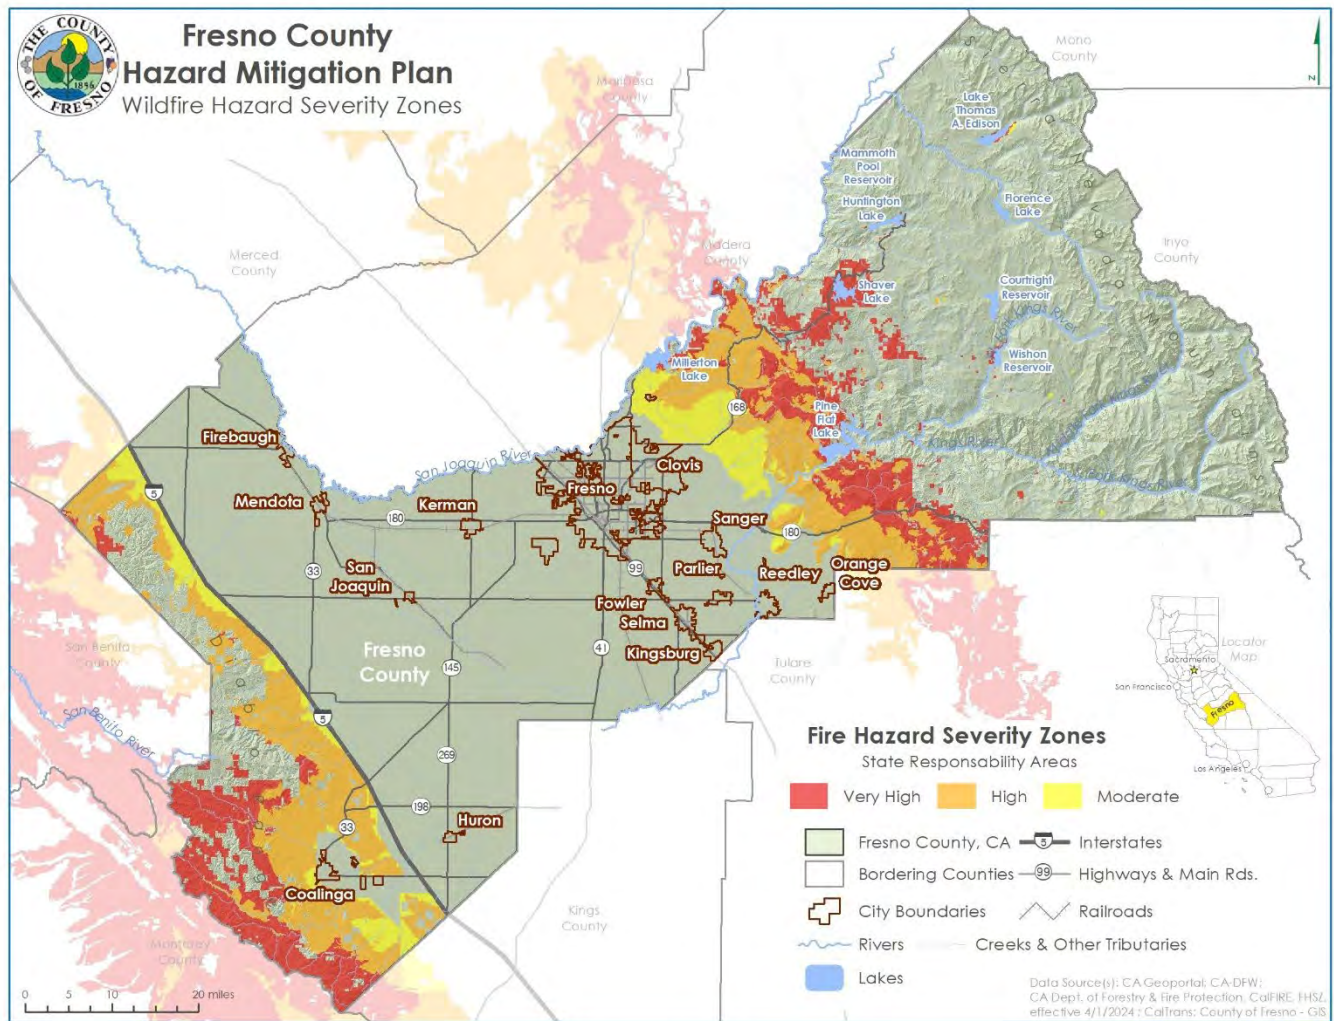 THE COUNTY
OF FRESNO
1856
Fresno County
Hazard Mitigation Plan
Wildfire Hazard Severity Zones
Mono
County
Mariposa
County
Lake
Thomas
A. Edison
Mammoth
Pool
Reservoir
Huntington
Lake
Florence
Lake
Madera
County
Inyo
County
Merced
County
Shaver
Lake
Courtright
Reservoir
Wishon
Reservoir
Millerton
Lake
168
Pine
Flat
Lake
Kings River
Firebaugh
San Joaquin River
Clovis
Fresno
5
Mendota
Kerman
180
Sanger
180
33
San
Joaquin
99
Parlier
Reedley
Orange
Cove
Fowler
Selma
Kingsburg
Fresno
County
145
41
Tulare
County
San Benito
County
San Benito River
5
269
198
33
Huron
Coalinga
Kings
County
Monterey
County
0 5 10 20 miles
Locator
Map
Sacramento
San Francisco
Fresno
Los Angeles
N
Fire Hazard Severity Zones
State Responsability Areas
Very High High Moderate
Fresno County, CA 5 Interstates
Bordering Counties 99 Highways & Main Rds.
City Boundaries Railroads
Rivers Creeks & Other Tributaries
Lakes
Data Source(s): CA Geoportal; CA-DFW;
CA Dept. of Forestry & Fire Protection, CalFIRE, FHSZ,
effective 4/1/2024; CalTrans; County of Fresno - GIS